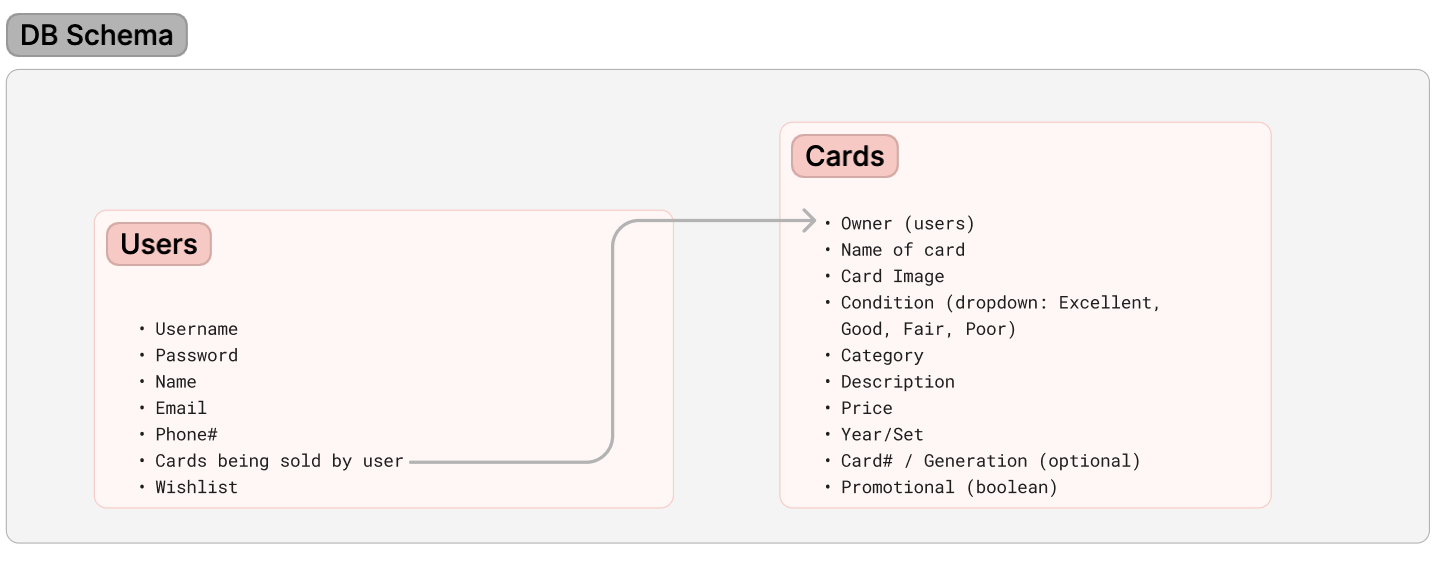 DB Schema
Users
• Username
• Password
• Name
• Email
• Phone#
• Cards being sold by user
• Wishlist
Cards
• Owner (users)
• Name of card
• Card Image
• Condition (dropdown: Excellent,
Good, Fair, Poor)
• Category
• Description
• Price
• Year/Set
• Card# / Generation (optional)
• Promotional (boolean)